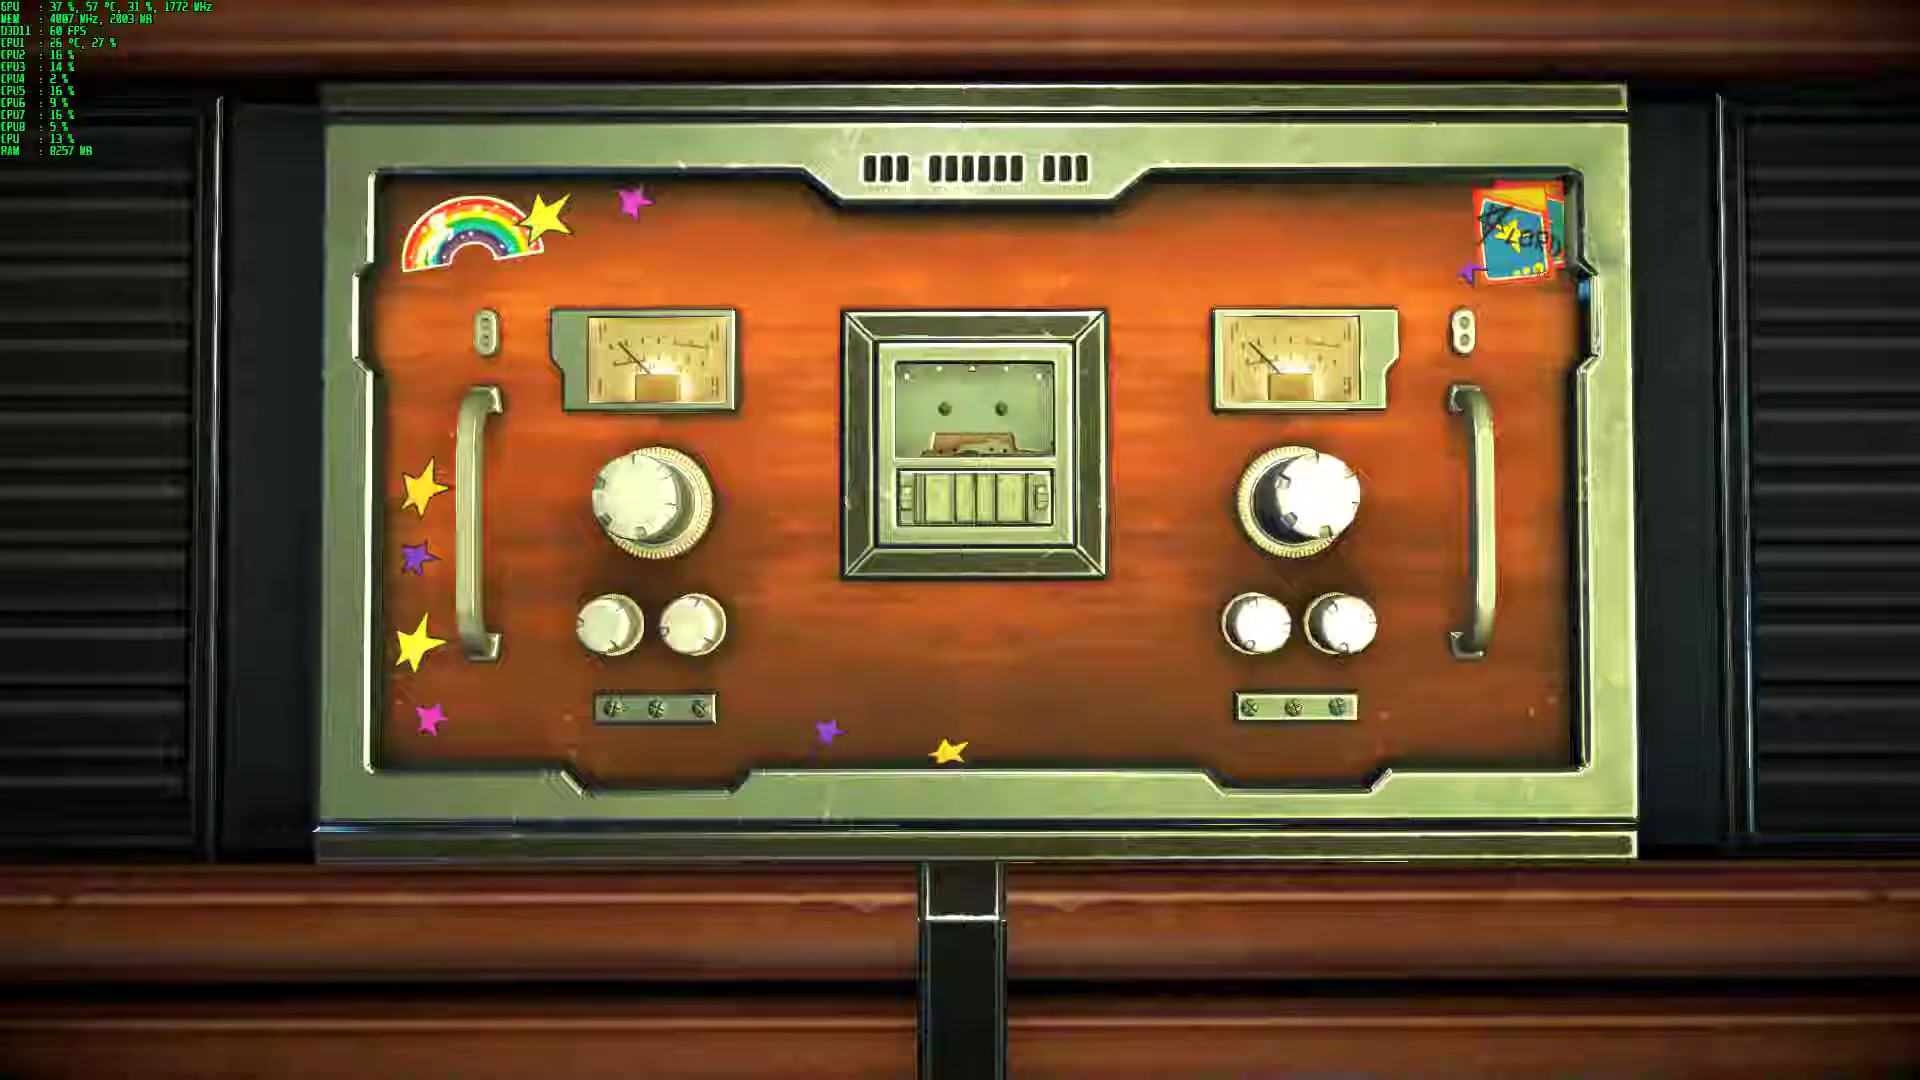 GPU : 37 %, 57 °C, 31 %, 1772 MHz
MEM : 4007 MHz, 2003 MB
D3D11 : 60 FPS
CPU1 : 26 °C, 27 %
CPU2 : 16 %
CPU3 : 14 %
CPU4 : 2 %
CPU5 : 16 %
CPU6 : 9 %
CPU7 : 16 %
CPU8 : 5 %
CPU : 13 %
RAM : 8257 MB